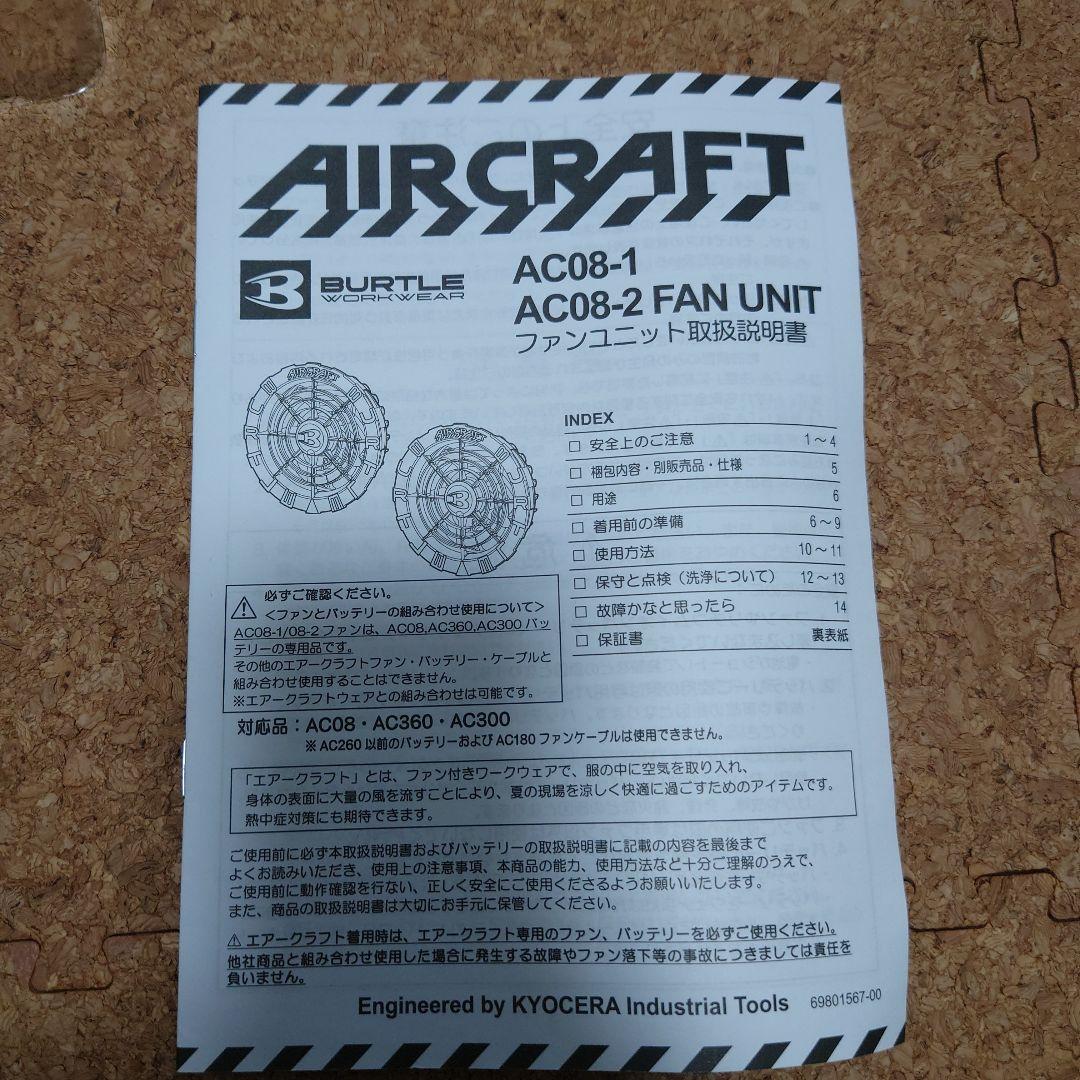 AIRCRAFT
BURTLE
WORKWEAR
AC08-1
AC08-2 FAN UNIT
ファンユニット取扱説明書
AIRCRAFT
AIRCRAFT
INDEX
□ 安全上のご注意 1～4
□ 梱包内容・別販売品・仕様 5
□ 用途 6
□ 着用前の準備 6～9
□ 使用方法 10～11
□ 保守と点検（洗浄について） 12～13
□ 故障かなと思ったら 14
□ 保証書 裏表紙
必ずご確認ください。
＜ファンとバッテリーの組み合わせ使用について＞
AC08-1/08-2 ファンは、AC08,AC360,AC300 バッ
テリーの専用品です。
その他のエアークラフトファン・バッテリー・ケーブルと
組み合わせ使用することはできません。
※エアークラフトウェアとの組み合わせは可能です。
対応品：AC08・AC360・AC300
※ AC260 以前のバッテリーおよび AC180 ファンケーブルは使用できません。
「エアークラフト」とは、ファン付きワークウェアで、服の中に空気を取り入れ、
身体の表面に大量の風を流すことにより、夏の現場を涼しく快適に過ごすためのアイテムです。
熱中症対策にも期待できます。
ご使用前に必ず本取扱説明書およびバッテリーの取扱説明書に記載の内容を最後まで
よくお読みいただき、使用上の注意事項、本商品の能力、使用方法など十分ご理解のうえで、
ご使用前に動作確認を行ない、正しく安全にご使用くださるようお願いいたします。
また、商品の取扱説明書は大切にお手元に保管してください。
⚠ エアークラフト着用時は、エアークラフト専用のファン、バッテリーを必ずご使用ください。
他社商品と組み合わせ使用した場合に発生する故障やファン落下等の事故につきましては責任を
負いません。
Engineered by KYOCERA Industrial Tools 69801567-00